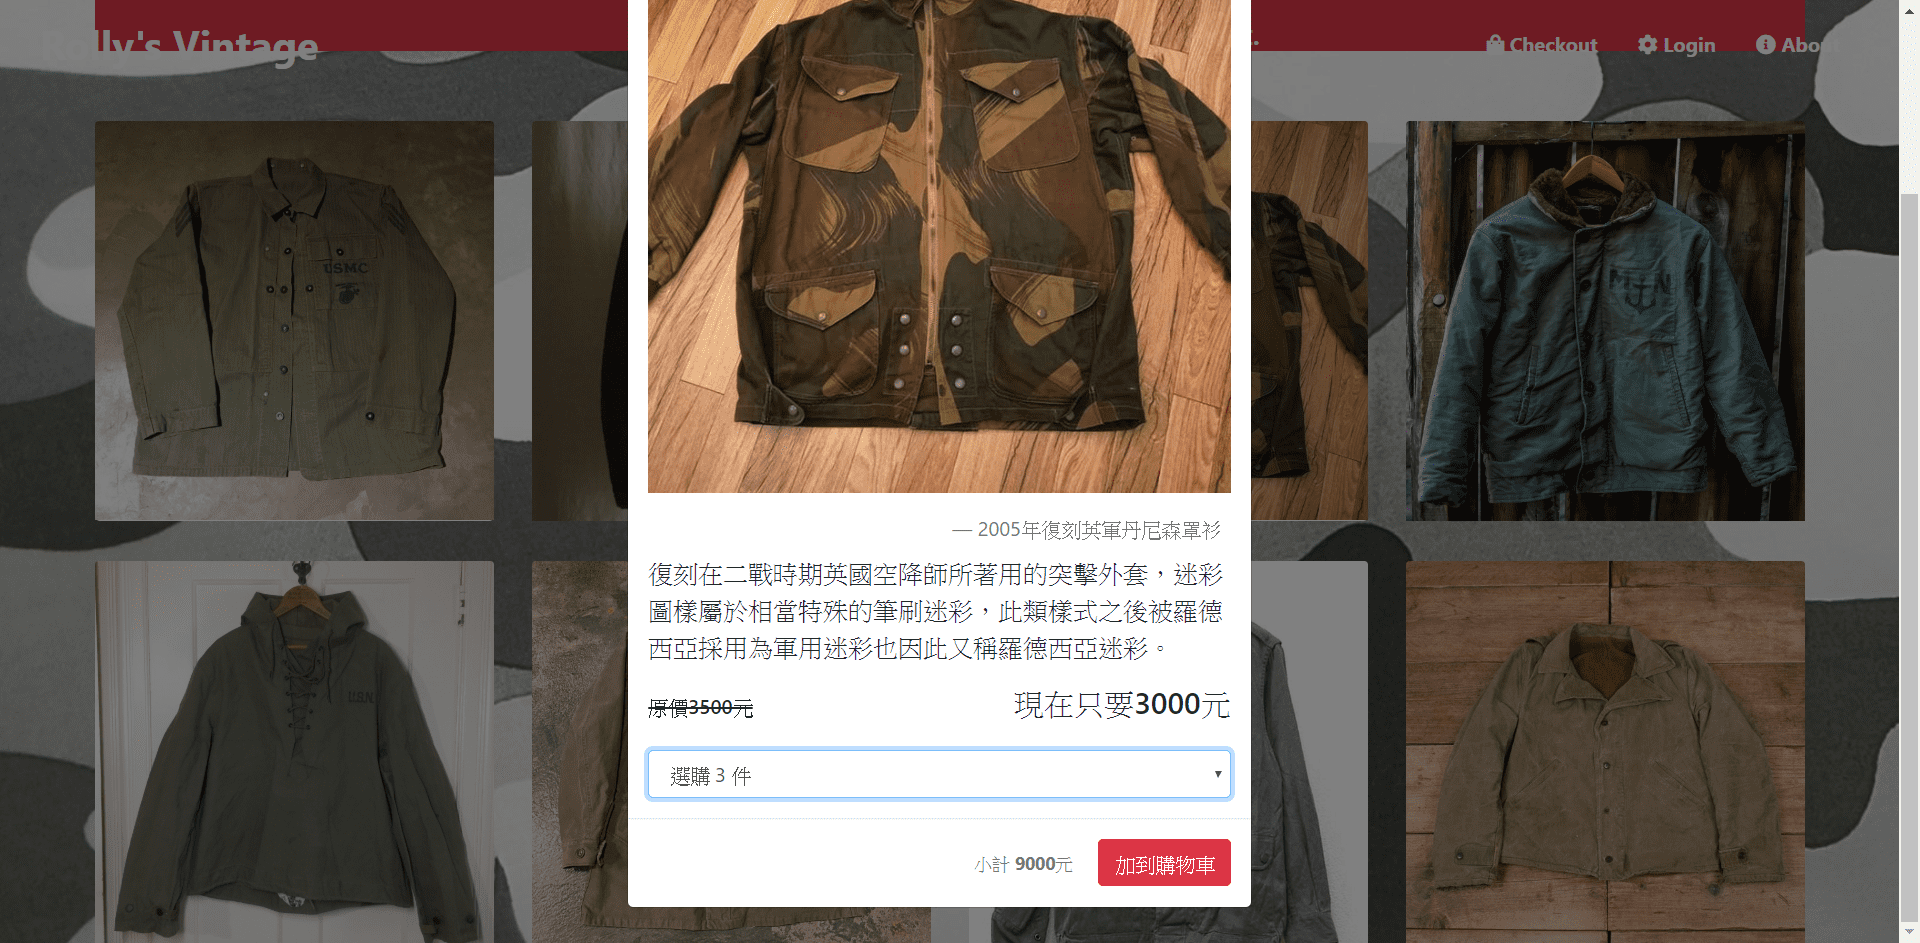 lly's Vintage
Checkout
Login
Abou
USMC
— 2005年復刻英軍丹尼森罩衫
復刻在二戰時期英國空降師所著用的突擊外套，迷彩
圖樣屬於相當特殊的筆刷迷彩，此類樣式之後被羅德
西亞採用為軍用迷彩也因此又稱羅德西亞迷彩。
原價3500元
現在只要3000元
選購 3 件
小計 9000元
加到購物車
U.S.N.